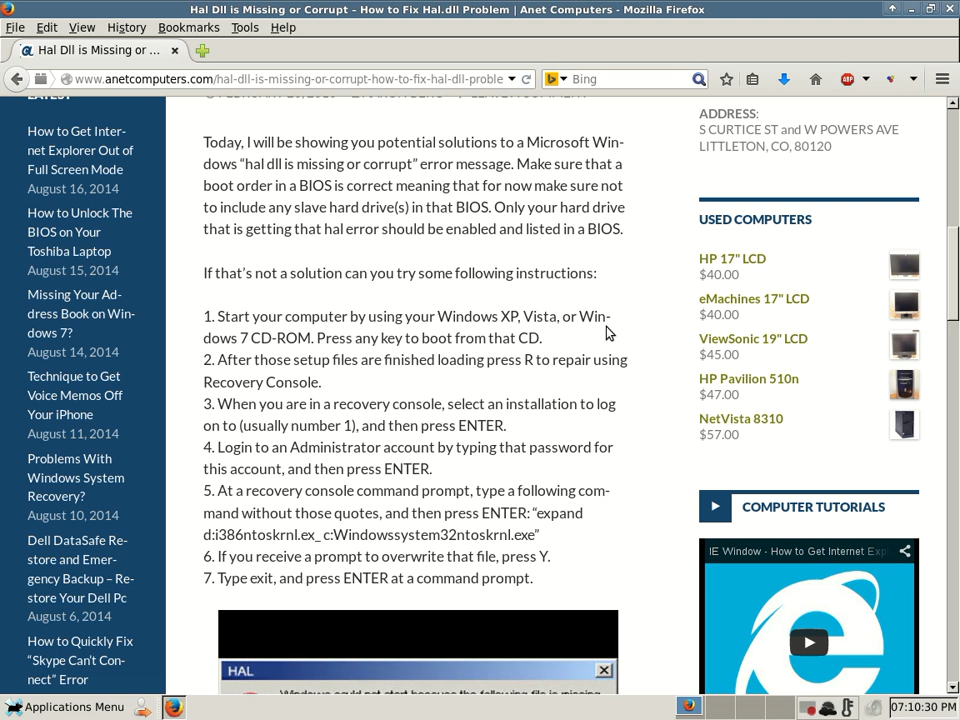 Hal Dll is Missing or Corrupt – How to Fix Hal.dll Problem | Anet Computers - Mozilla Firefox
File Edit View History Bookmarks Tools Help
Hal Dll is Missing or ...
www.anetcomputers.com/hal-dll-is-missing-or-corrupt-how-to-fix-hal-dll-proble
Bing
ABP
How to Get Inter-
net Explorer Out of
Full Screen Mode
August 16, 2014
How to Unlock The
BIOS on Your
Toshiba Laptop
August 15, 2014
Missing Your Ad-
dress Book on Win-
dows 7?
August 14, 2014
Technique to Get
Voice Memos Off
Your iPhone
August 11, 2014
Problems With
Windows System
Recovery?
August 10, 2014
Dell DataSafe Re-
store and Emer-
gency Backup – Re-
store Your Dell Pc
August 6, 2014
How to Quickly Fix
“Skype Can’t Con-
nect” Error
Today, I will be showing you potential solutions to a Microsoft Win-
dows “hal dll is missing or corrupt” error message. Make sure that a
boot order in a BIOS is correct meaning that for now make sure not
to include any slave hard drive(s) in that BIOS. Only your hard drive
that is getting that hal error should be enabled and listed in a BIOS.
If that’s not a solution can you try some following instructions:
1. Start your computer by using your Windows XP, Vista, or Win-
dows 7 CD-ROM. Press any key to boot from that CD.
2. After those setup files are finished loading press R to repair using
Recovery Console.
3. When you are in a recovery console, select an installation to log
on to (usually number 1), and then press ENTER.
4. Login to an Administrator account by typing that password for
this account, and then press ENTER.
5. At a recovery console command prompt, type a following com-
mand without those quotes, and then press ENTER: “expand
d:i386ntoskrnl.ex_ c:Windowssystem32ntoskrnl.exe”
6. If you receive a prompt to overwrite that file, press Y.
7. Type exit, and press ENTER at a command prompt.
HAL
Windows could not start because the following file is missing
ADDRESS:
S CURTICE ST and W POWERS AVE
LITTLETON, CO, 80120
USED COMPUTERS
HP 17" LCD
$40.00
eMachines 17" LCD
$40.00
ViewSonic 19" LCD
$45.00
HP Pavilion 510n
$47.00
NetVista 8310
$57.00
COMPUTER TUTORIALS
IE Window - How to Get Internet Expl
Applications Menu
07:10:30 PM